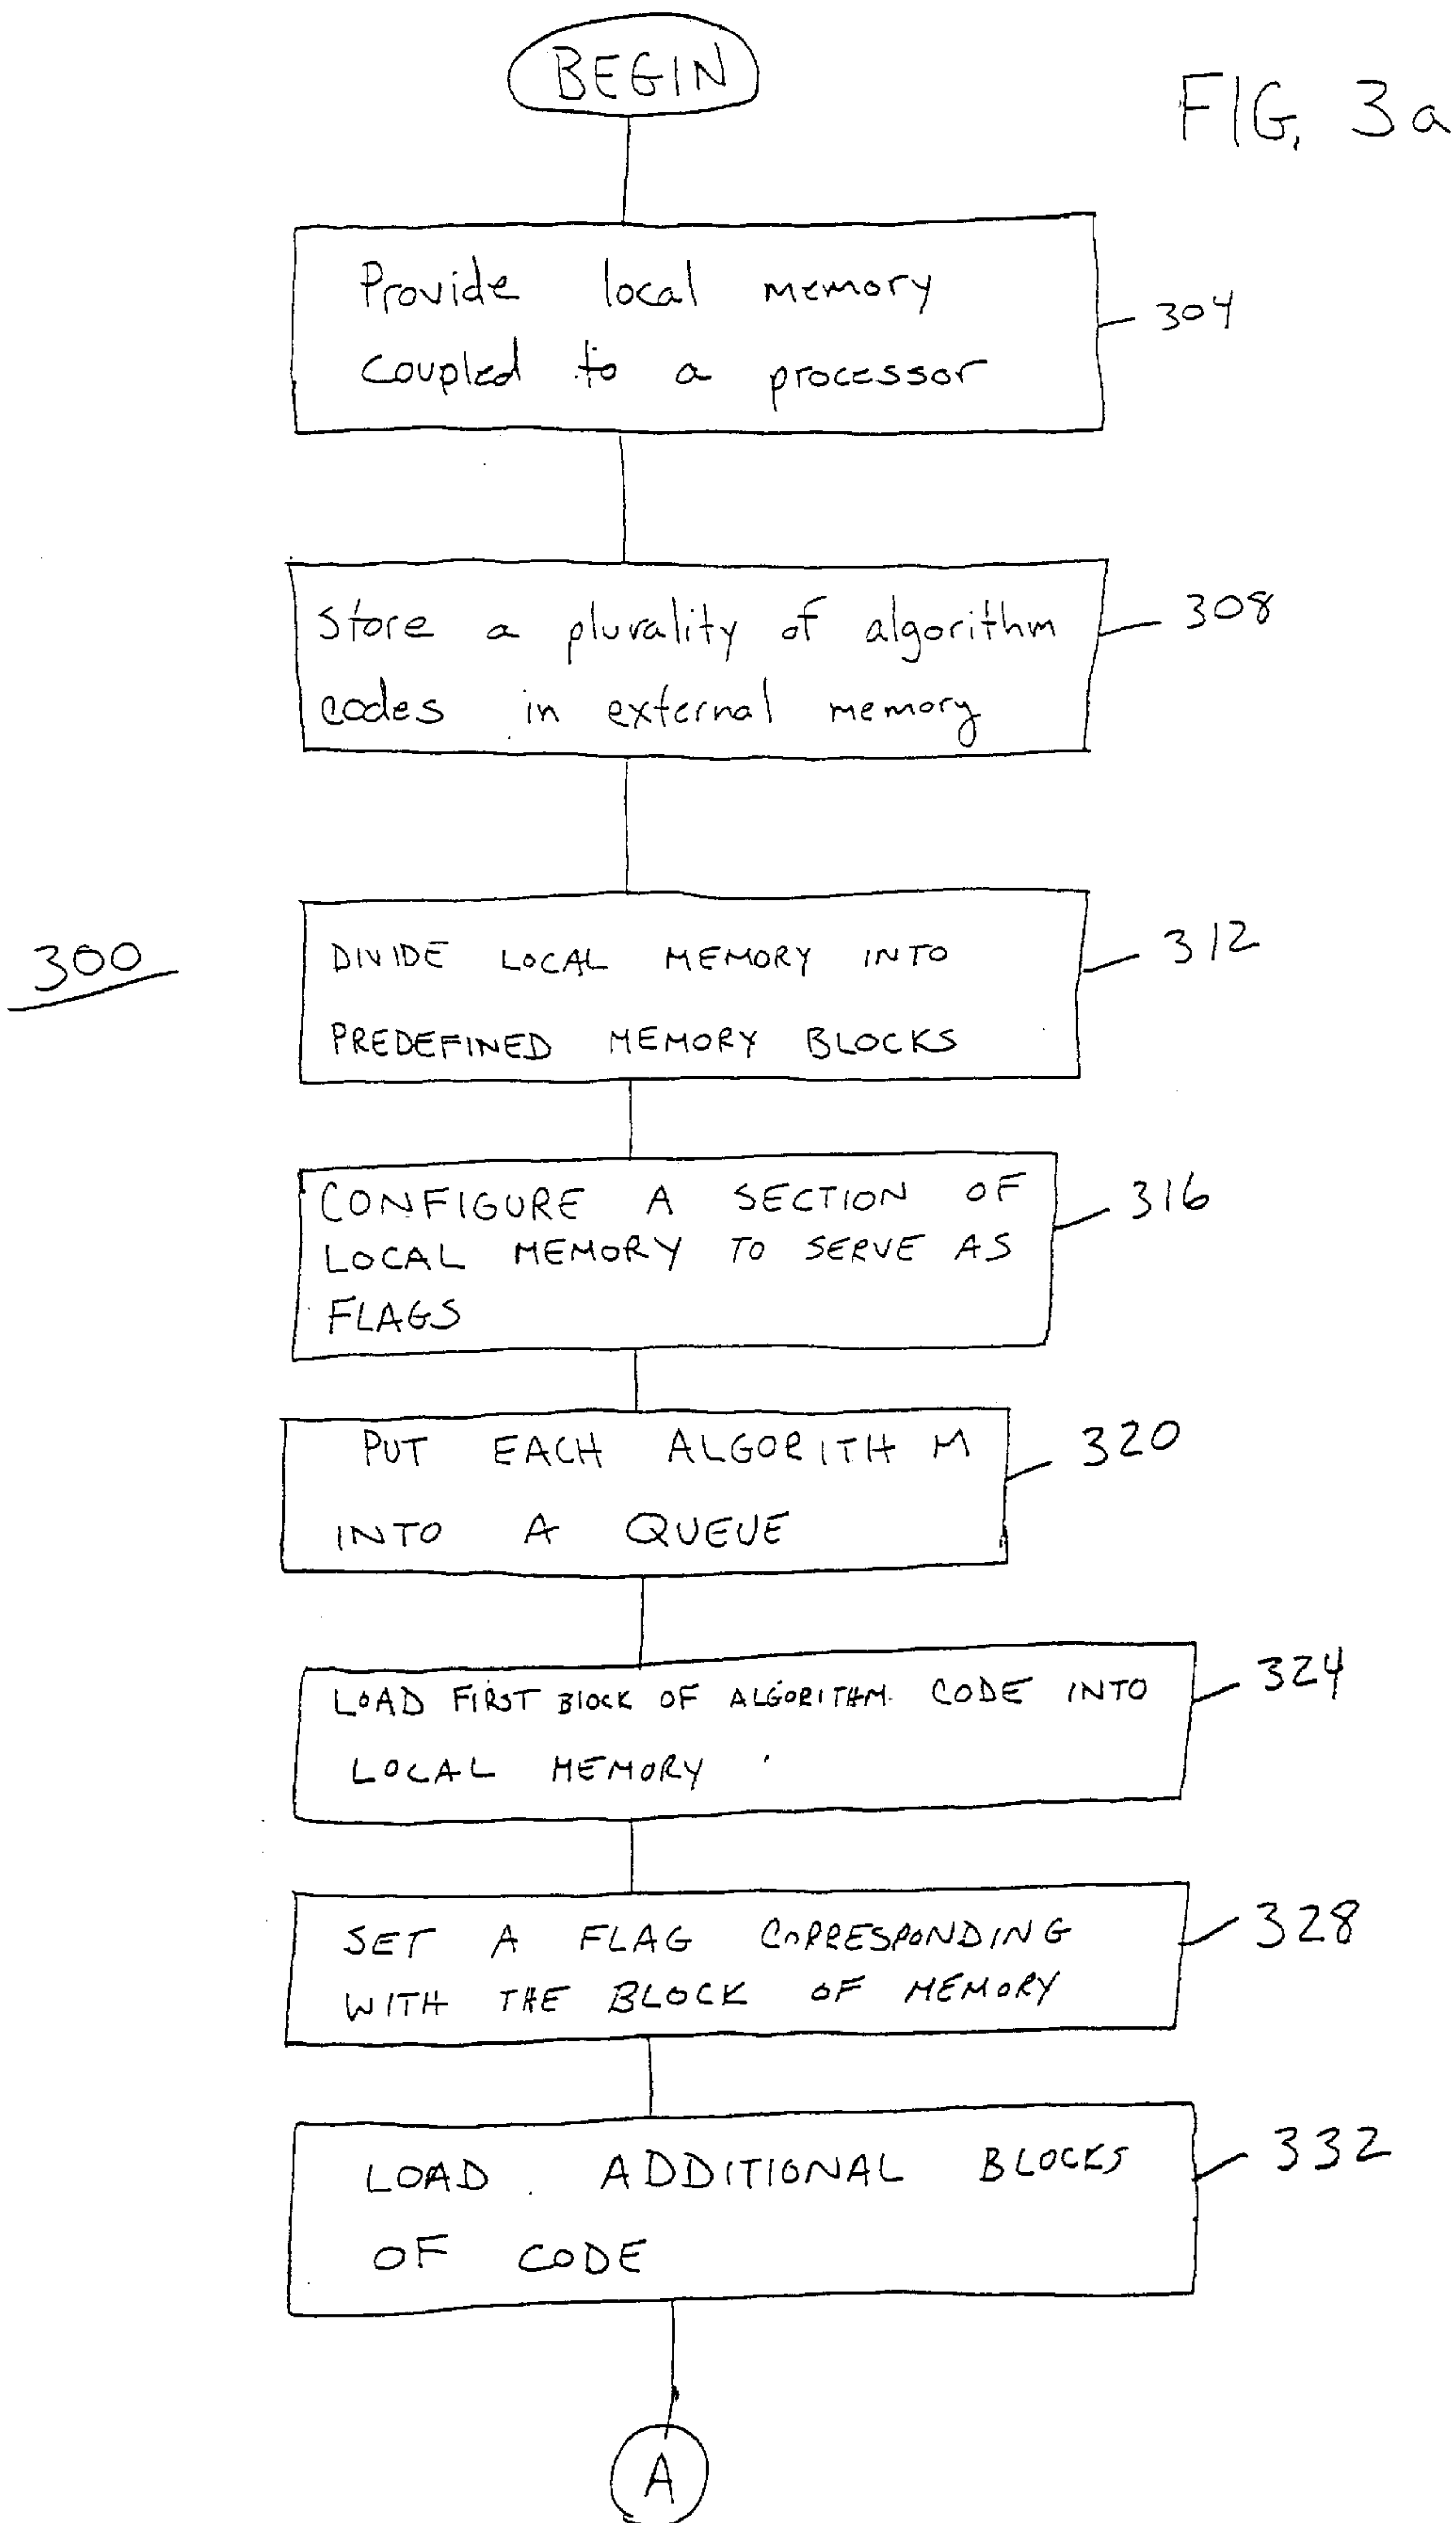 BEGIN
FIG. 3a
Provide local memory
coupled to a processor
304
Store a plurality of algorithm
codes in external memory
308
300
DIVIDE LOCAL MEMORY INTO
PREDEFINED MEMORY BLOCKS
312
CONFIGURE A SECTION OF
LOCAL MEMORY TO SERVE AS
FLAGS
316
PUT EACH ALGORITHM
INTO A QUEUE
320
LOAD FIRST BLOCK OF ALGORITHM CODE INTO
LOCAL MEMORY
324
SET A FLAG CORRESPONDING
WITH THE BLOCK OF MEMORY
328
LOAD ADDITIONAL BLOCKS
OF CODE
332
A